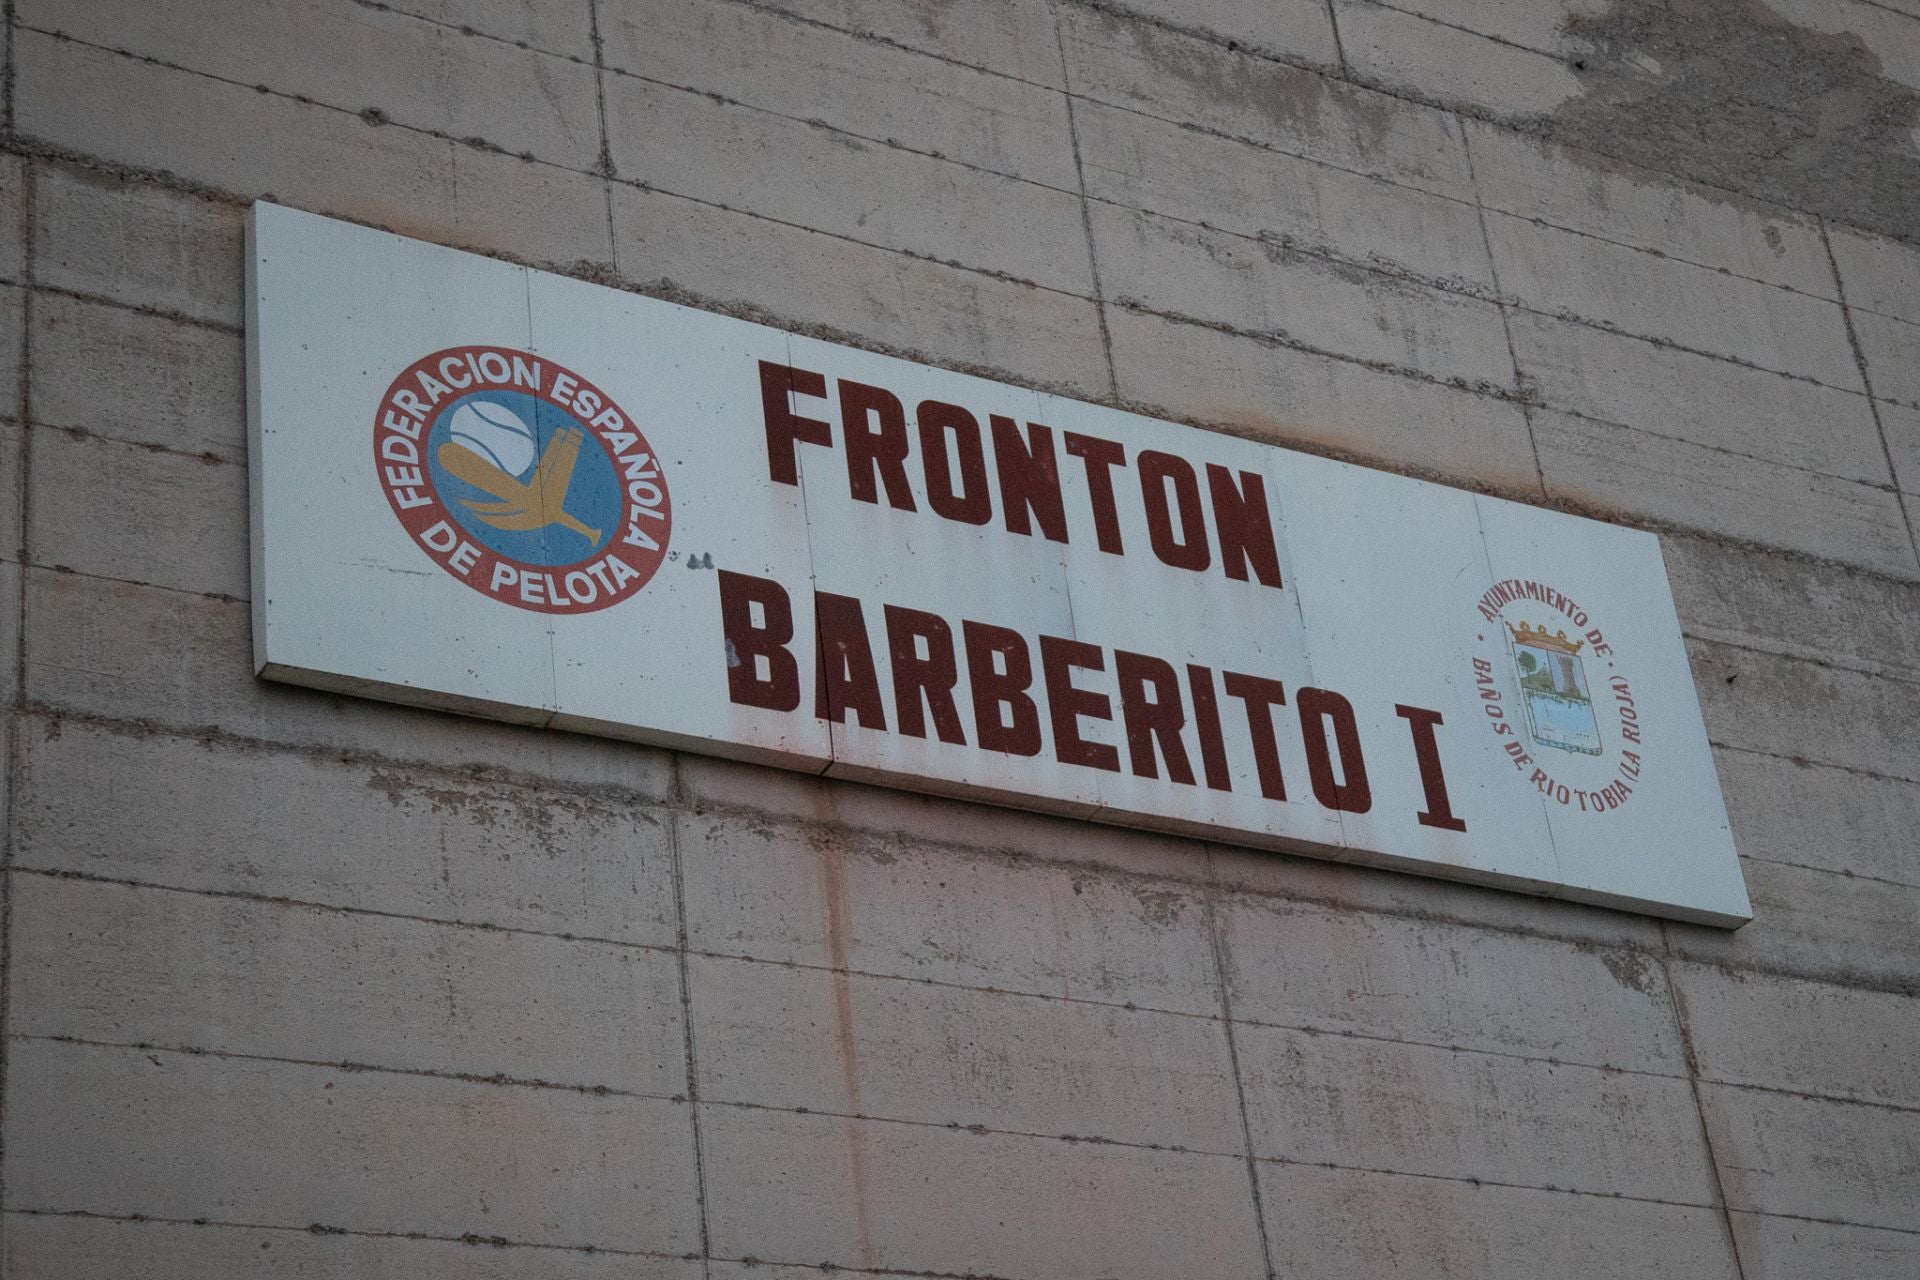 FEDERACION ESPAÑOLA
DE PELOTA
FRONTON
BARBERITO I
AYUNTAMIENTO DE
BAÑOS DE RIO TOBIA (LA RIOJA)